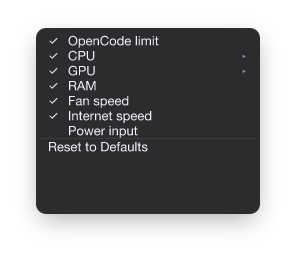 OpenCode limit
CPU
GPU
RAM
Fan speed
Internet speed
Power input
Reset to Defaults